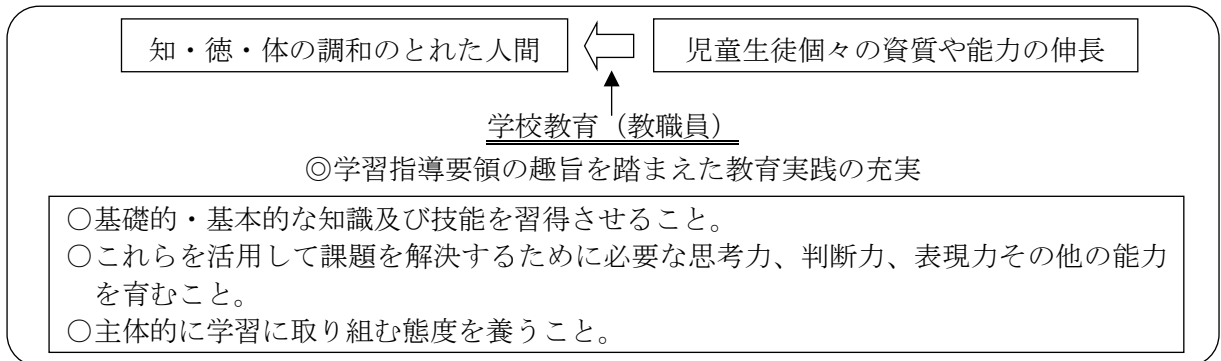 知・徳・体の調和のとれた人間
児童生徒個々の資質や能力の伸長
学校教育（教職員）
◎学習指導要領の趣旨を踏まえた教育実践の充実
○基礎的・基本的な知識及び技能を習得させること。
○これらを活用して課題を解決するために必要な思考力、判断力、表現力その他の能力
を育むこと。
○主体的に学習に取り組む態度を養うこと。